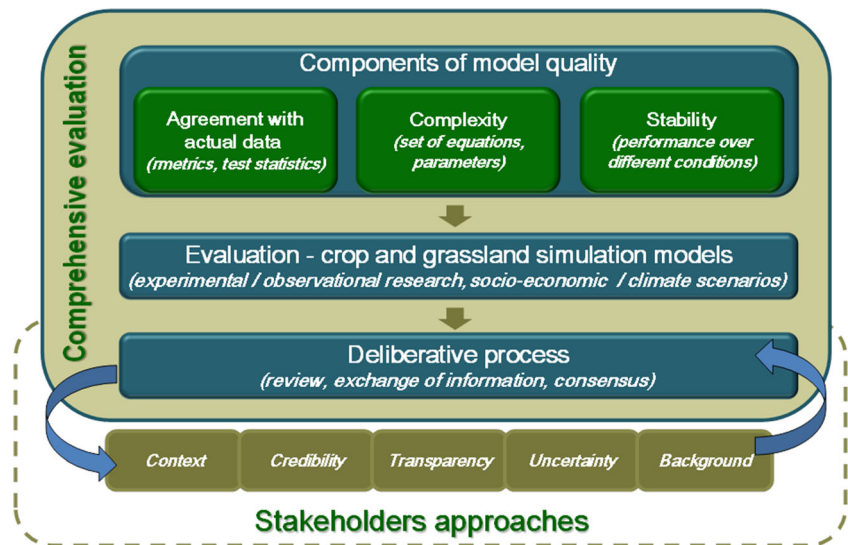 Comprehensive evaluation
Components of model quality
Agreement with
actual data
(rmetrics, test statistics)
Complexity
(set of equations,
parameters)
Stability
(performance over
different conditions)
Evaluation - crop and grassland simulation models
(experimental / observational research, socio-economic / climate scenarios)
Deliberative process
(review, exchange of information, consensus)
Context
Credibility
Transparency
Uncertainty
Background
Stakeholders approaches